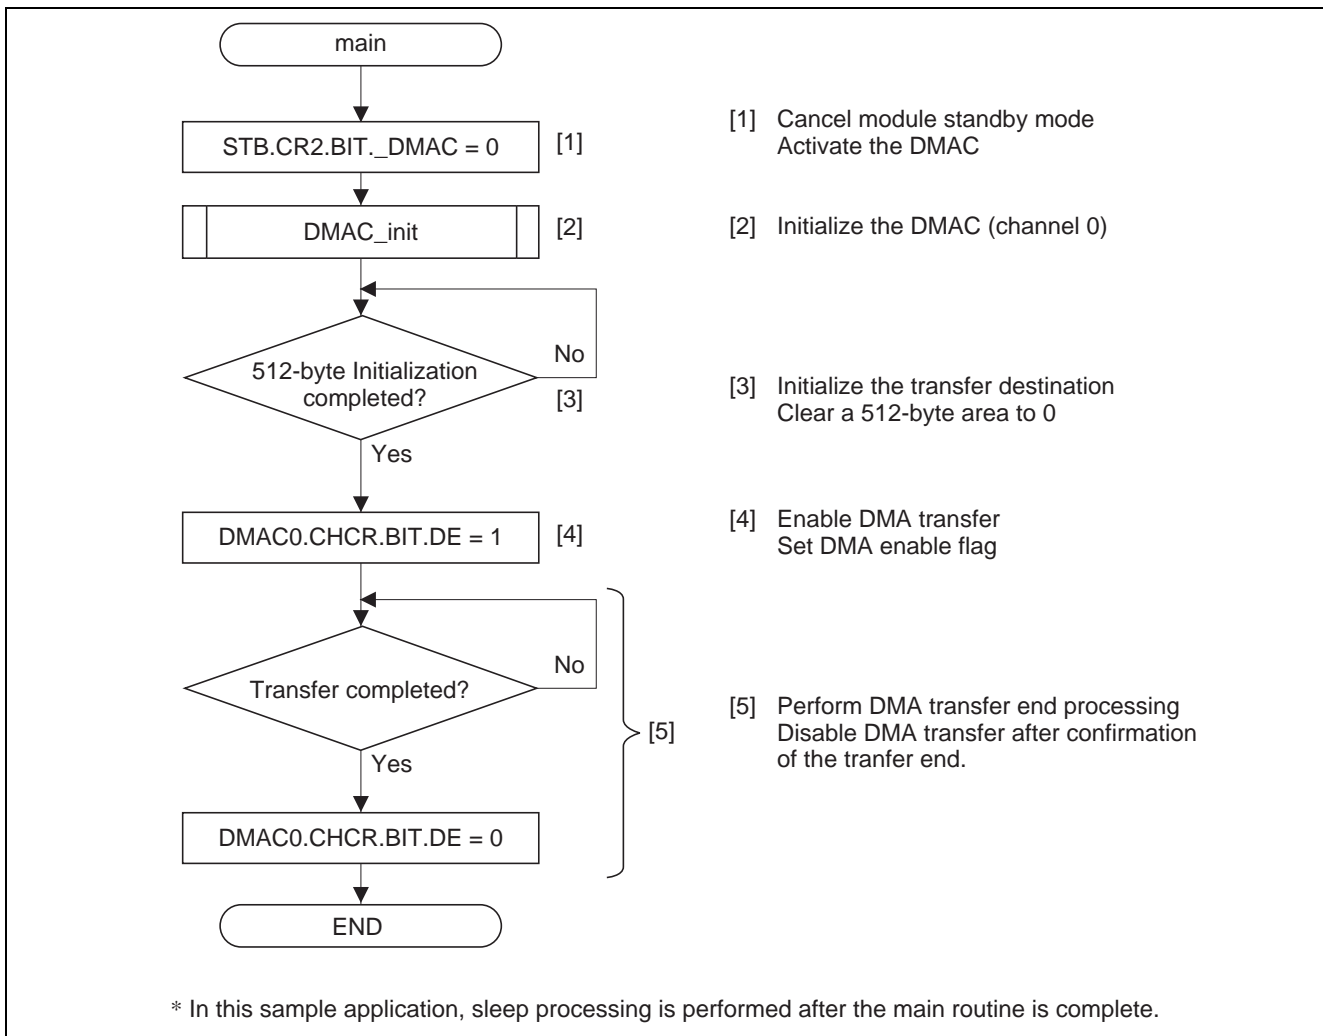 main
STB.CR2.BIT._DMAC = 0
[1]
[1] Cancel module standby mode
Activate the DMAC
DMAC_init
[2]
[2] Initialize the DMAC (channel 0)
512-byte Initialization
completed?
No
[3]
Yes
[3] Initialize the transfer destination
Clear a 512-byte area to 0
DMAC0.CHCR.BIT.DE = 1
[4]
[4] Enable DMA transfer
Set DMA enable flag
Transfer completed?
No
Yes
[5]
[5] Perform DMA transfer end processing
Disable DMA transfer after confirmation
of the tranfer end.
DMAC0.CHCR.BIT.DE = 0
END
* In this sample application, sleep processing is performed after the main routine is complete.